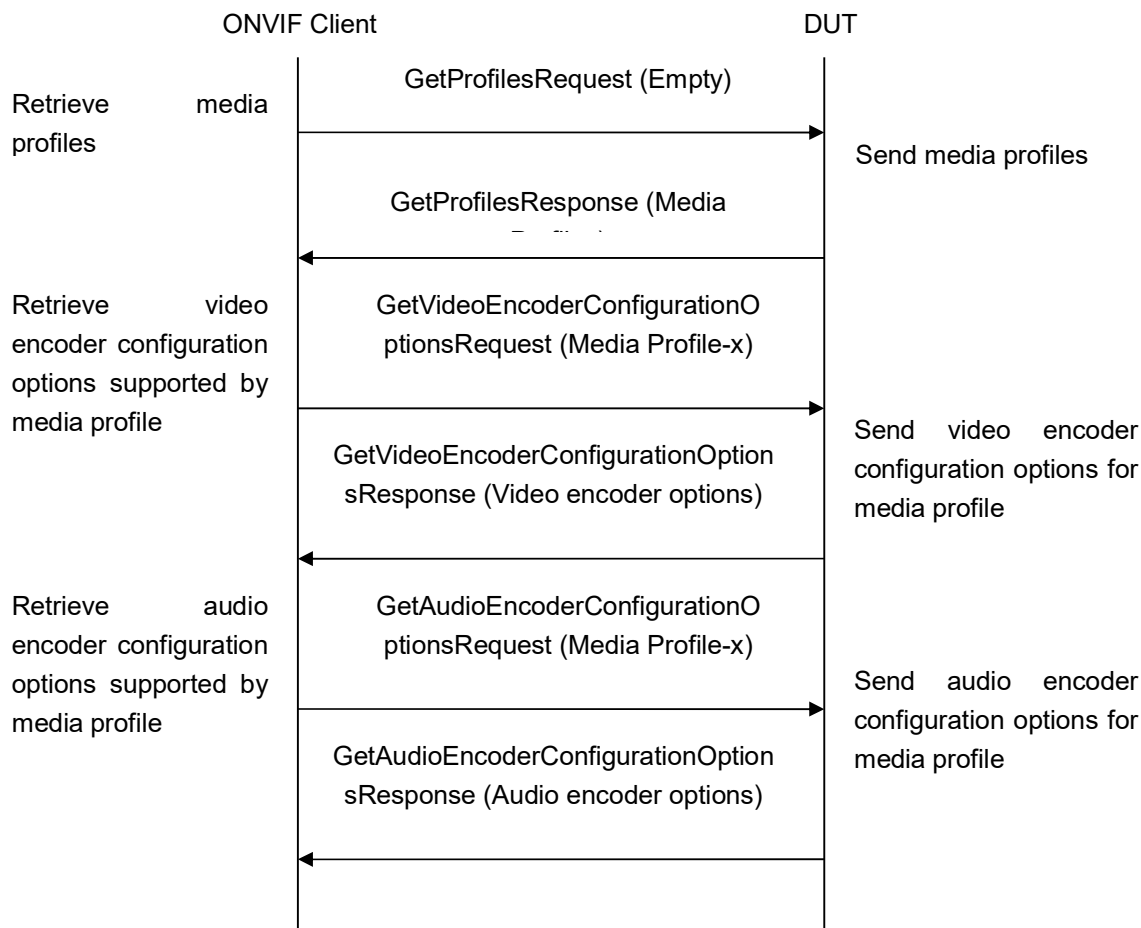 ONVIF Client
DUT
GetProfilesRequest (Empty)
Retrieve media
profiles
Send media profiles
GetProfilesResponse (Media
Retrieve video
encoder configuration
options supported by
media profile
GetVideoEncoderConfigurationO
ptionsRequest (Media Profile-x)
Send video encoder
configuration options for
media profile
GetVideoEncoderConfigurationOption
sResponse (Video encoder options)
Retrieve audio
encoder configuration
options supported by
media profile
GetAudioEncoderConfigurationO
ptionsRequest (Media Profile-x)
Send audio encoder
configuration options for
media profile
GetAudioEncoderConfigurationOption
sResponse (Audio encoder options)